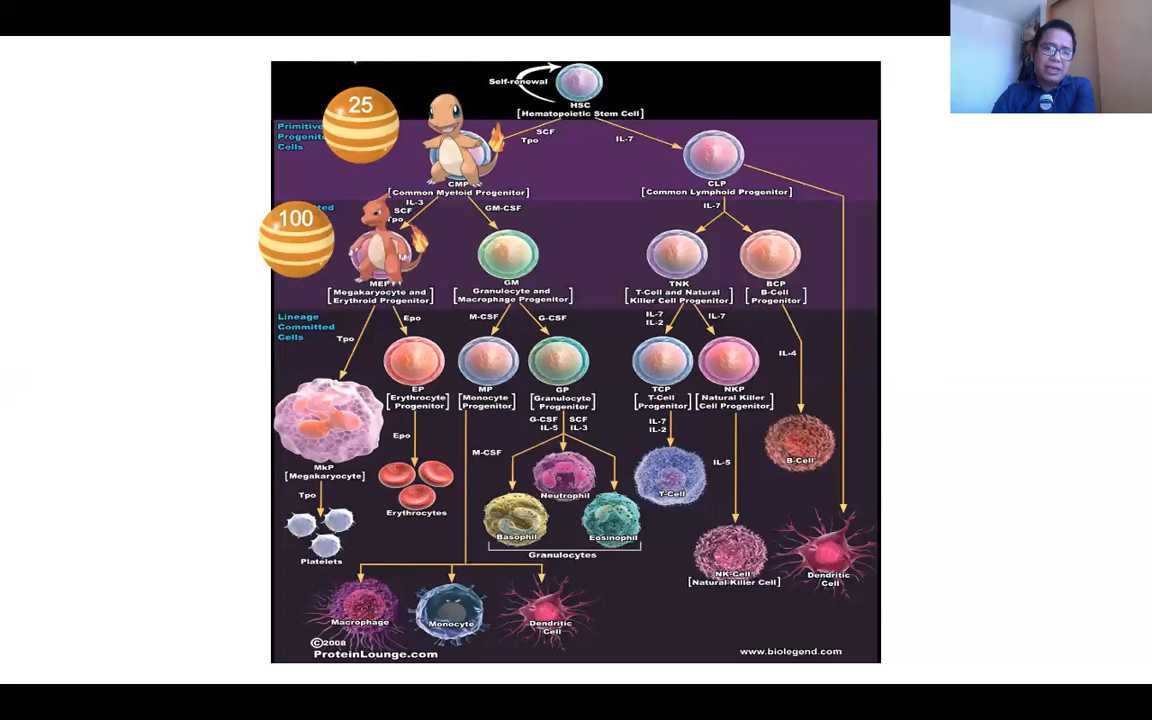 Self-renewal
HSC
[Hematopoietic Stem Cell]
25
Primitive
Progenitor
Cells
SCF
Tpo
IL-7
CMP
[Common Myeloid Progenitor]
CLP
[Common Lymphoid Progenitor]
100
IL-3
SCF
Tpo
GM-CSF
IL-7
MEP
[Megakaryocyte and
Erythroid Progenitor]
GM
[Granulocyte and
Macrophage Progenitor]
TNK
[T-Cell and Natural
Killer Cell Progenitor]
BCP
[B-Cell
Progenitor]
Lineage
Committed
Cells
Tpo
Epo
M-CSF
G-CSF
IL-7
IL-2
IL-7
IL-4
EP
[Erythrocyte
Progenitor]
MP
[Monocyte
Progenitor]
GP
[Granulocyte
Progenitor]
TCP
[T-Cell
Progenitor]
NKP
[Natural Killer
Cell Progenitor]
Epo
G-CSF
IL-5
SCF
IL-3
IL-7
IL-2
M-CSF
IL-5
MkP
[Megakaryocyte]
Tpo
Erythrocytes
Neutrophil
Basophil
Eosinophil
Granulocytes
T-Cell
B-Cell
Platelets
NK-Cell
[Natural Killer Cell]
Dendritic
Cell
Macrophage
Monocyte
Dendritic
Cell
©2008
ProteinLounge.com
www.biolegend.com